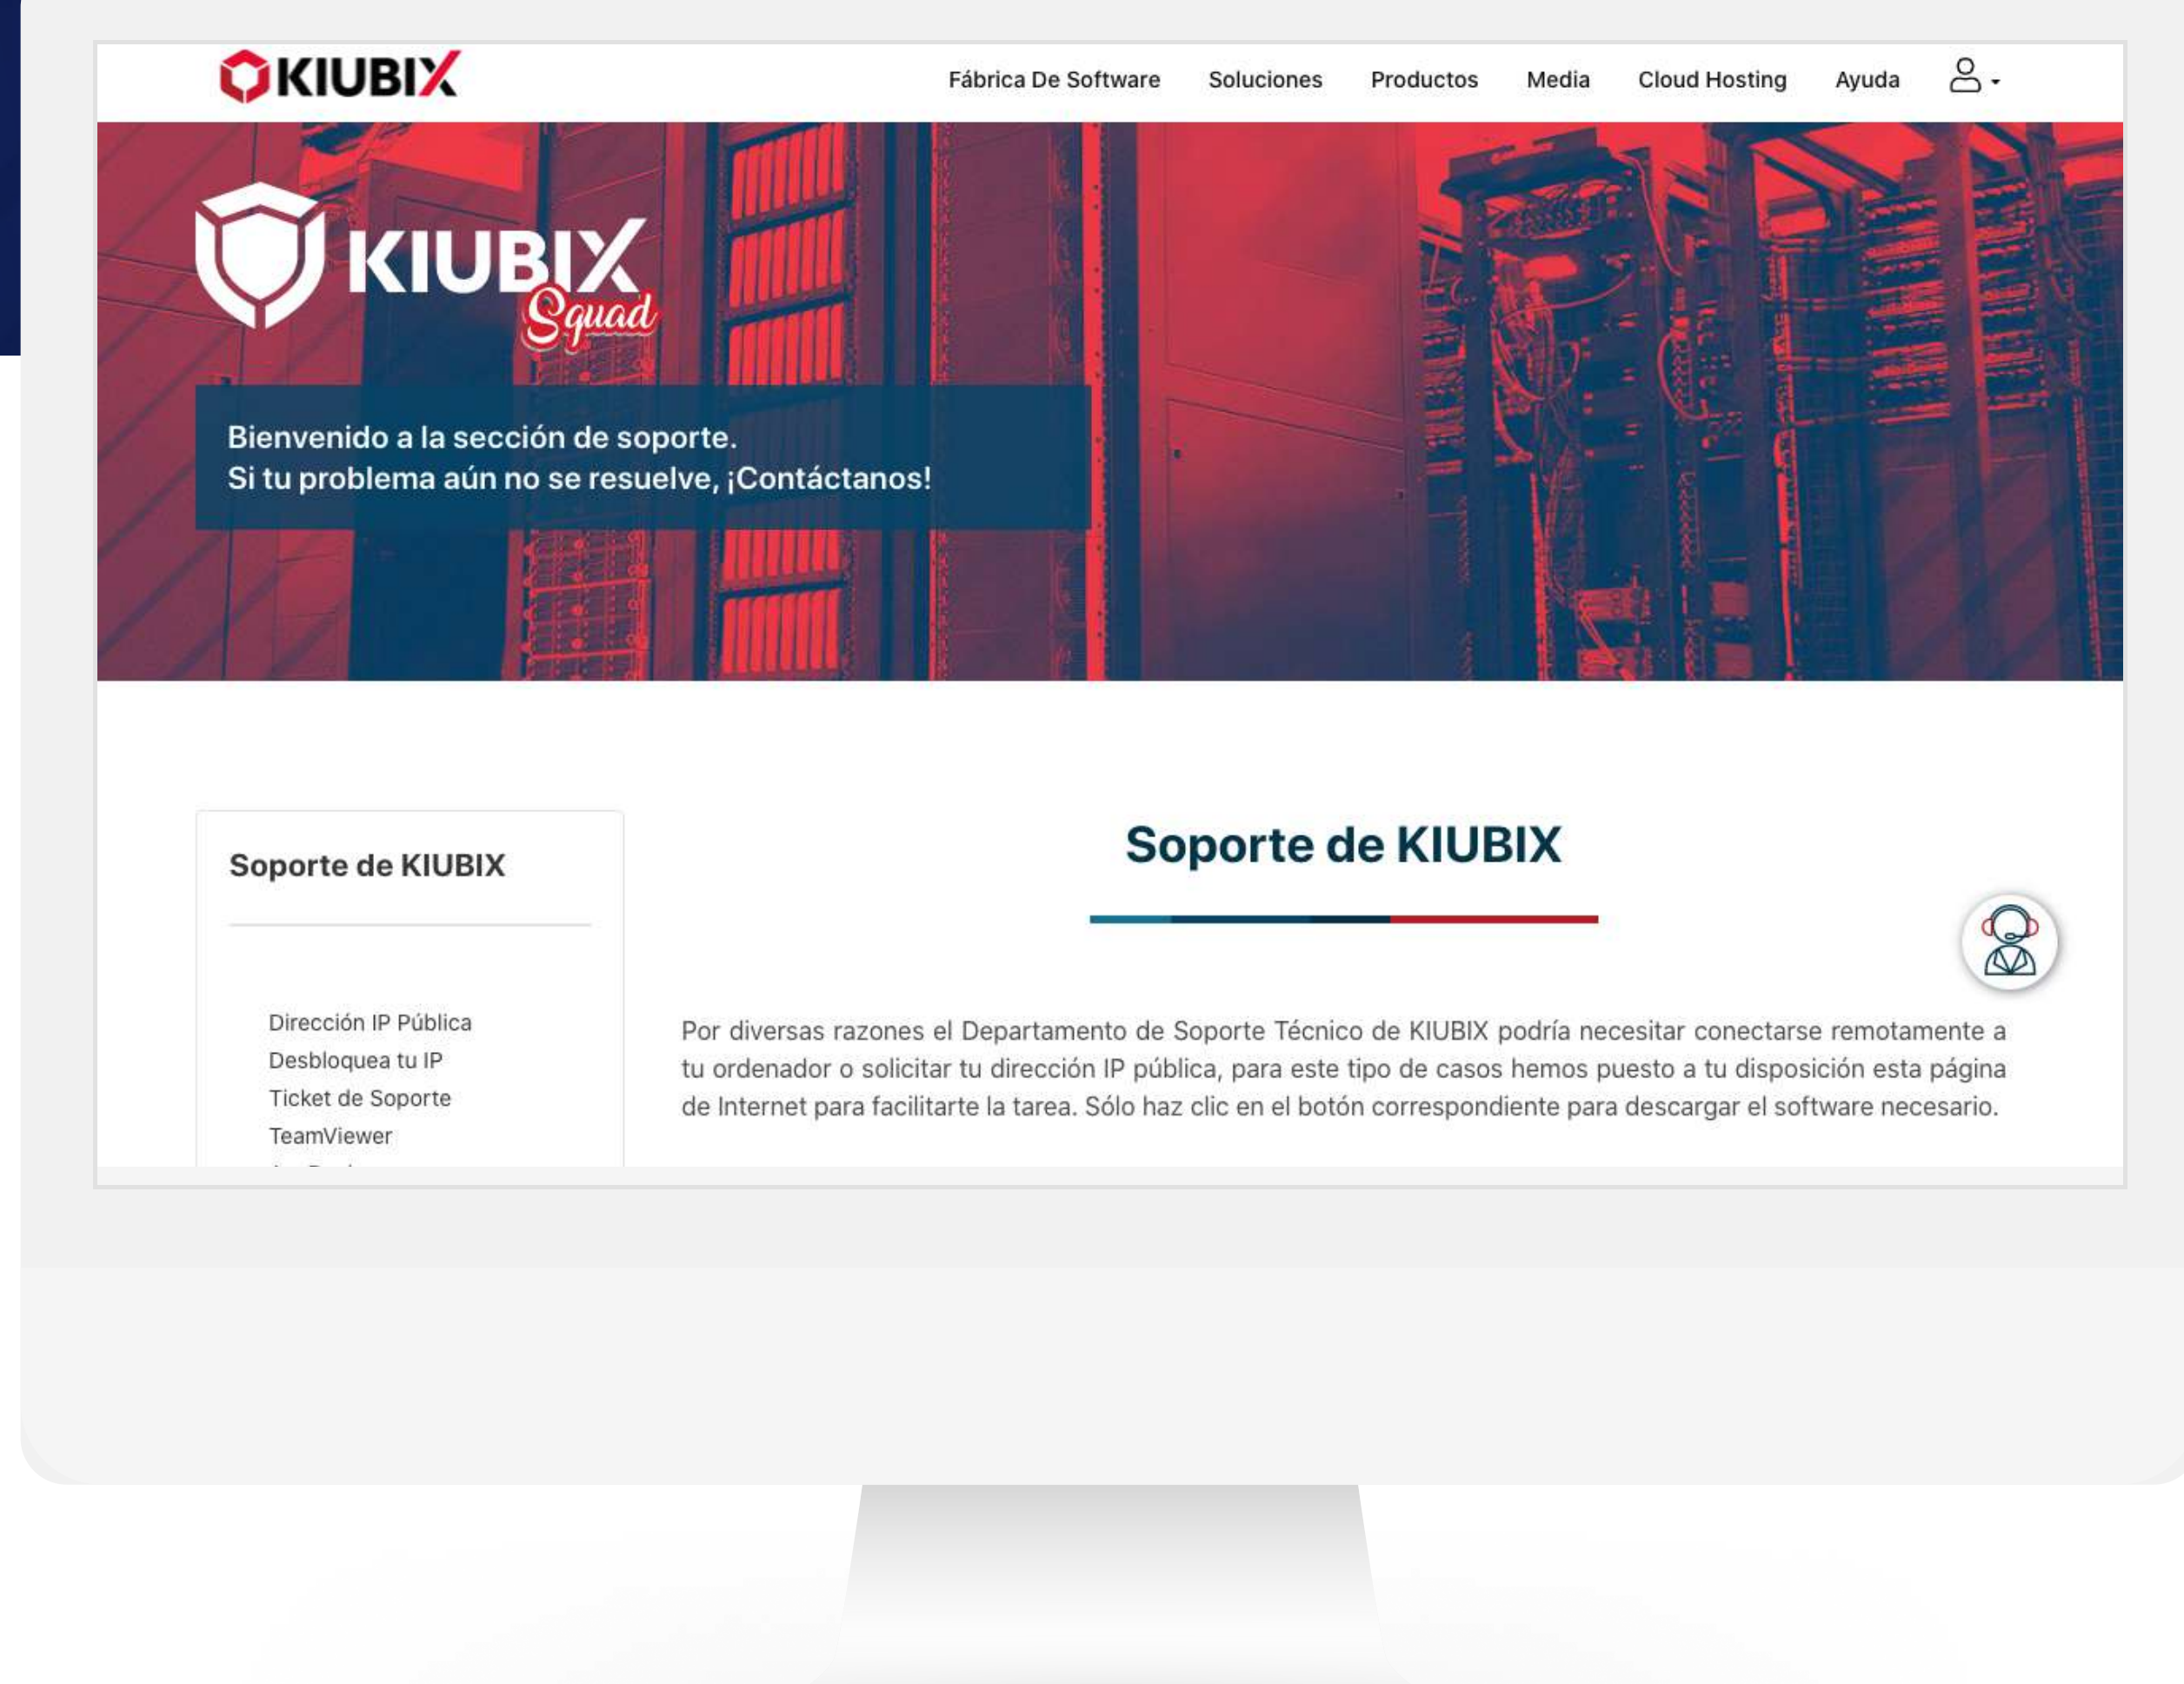 KIUBIX
Fábrica De Software Soluciones Productos Media Cloud Hosting Ayuda
KIUBIX
Squad
Bienvenido a la sección de soporte.
Si tu problema aún no se resuelve, ¡Contáctanos!
Soporte de KIUBIX
Dirección IP Pública
Desbloquea tu IP
Ticket de Soporte
TeamViewer
Soporte de KIUBIX
Por diversas razones el Departamento de Soporte Técnico de KIUBIX podría necesitar conectarse remotamente a
tu ordenador o solicitar tu dirección IP pública, para este tipo de casos hemos puesto a tu disposición esta página
de Internet para facilitarte la tarea. Sólo haz clic en el botón correspondiente para descargar el software necesario.